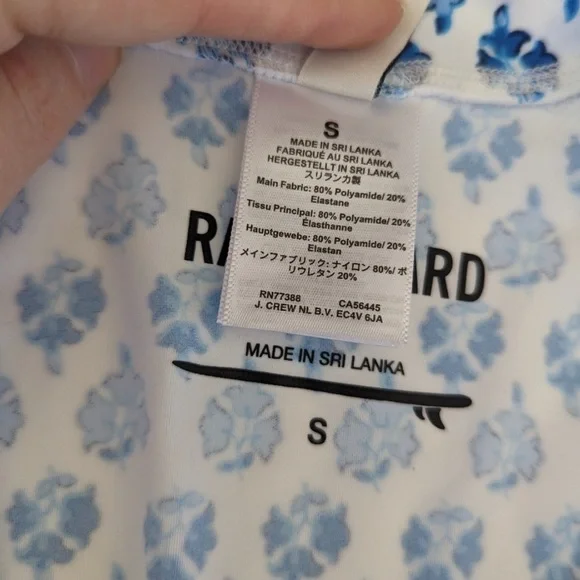 S
MADE IN SRI LANKA
FABRIQUÉ AU SRI LANKA
HERGESTELLT IN SRI LANKA
スリランカ製
Main Fabric: 80% Polyamide/ 20%
Elastane
Tissu Principal: 80% Polyamide/ 20%
Élasthanne
Hauptgewebe: 80% Polyamide/ 20%
Elastan
メインファブリック: ナイロン 80%/ ポ
リウレタン 20%
RN77388 CA56445
J. CREW NL B.V. EC4V 6JA
MADE IN SRI LANKA
S